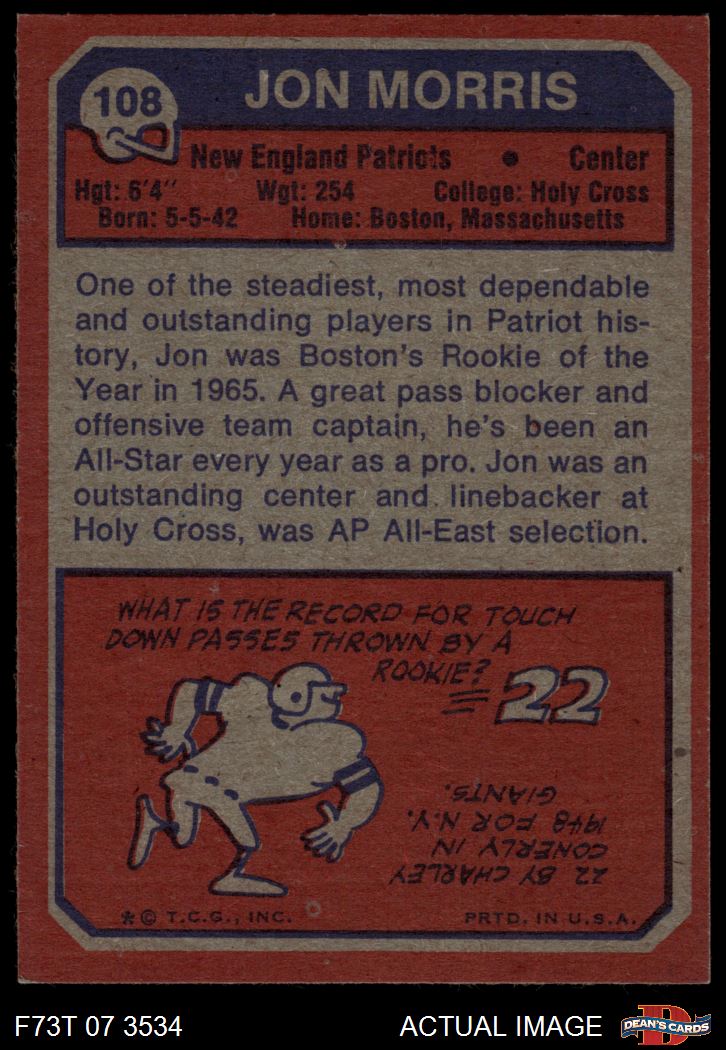 108
JON MORRIS
New England Patriots • Center
Hgt: 6'4" Wgt: 254 College: Holy Cross
Born: 5-5-42 Home: Boston, Massachusetts
One of the steadiest, most dependable
and outstanding players in Patriot his-
tory, Jon was Boston's Rookie of the
Year in 1965. A great pass blocker and
offensive team captain, he's been an
All-Star every year as a pro. Jon was an
outstanding center and linebacker at
Holy Cross, was AP All-East selection.
WHAT IS THE RECORD FOR TOUCH
DOWN PASSES THROWN BY A
ROOKIE?
22
22 BY CHARLEY
CONERLY IN
1948 FOR N.Y.
GIANTS.
*© T.C.G., INC. PRTD. IN U.S.A.
F73T 07 3534 ACTUAL IMAGE
D
DEAN'S CARDS